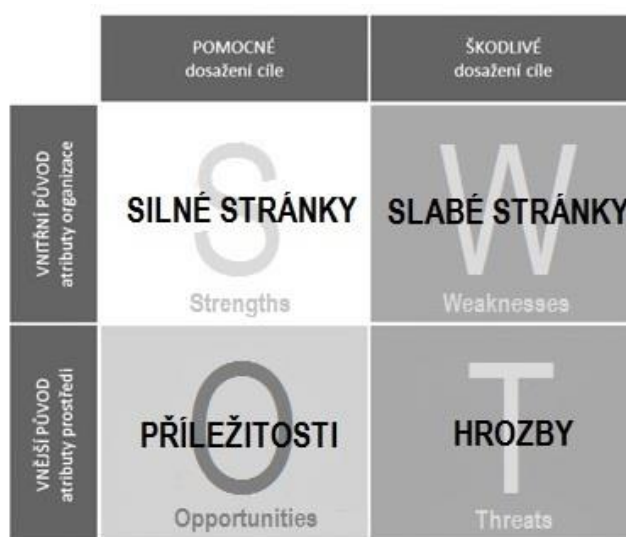 POMOCNÉ
dosažení cíle
ŠKODLIVÉ
dosažení cíle
VNITŘNÍ PŮVOD
atributy organizace
S
SILNÉ STRÁNKY
Strengths
W
SLABÉ STRÁNKY
Weaknesses
VNĚJŠÍ PŮVOD
atributy prostředí
O
PŘÍLEŽITOSTI
Opportunities
T
HROZBY
Threats